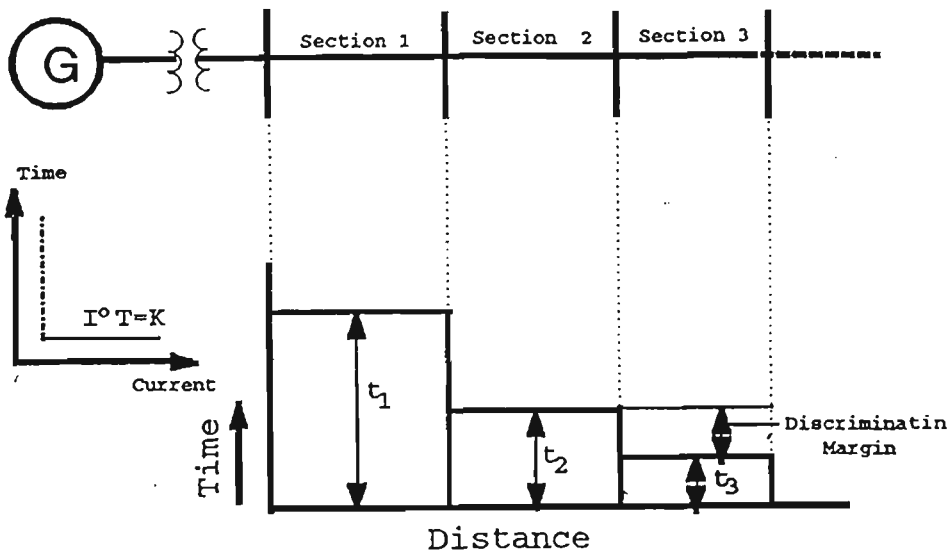 G
Section 1
Section 2
Section 3
Time
I° T=K
Current
Time
t1
t2
t3
Discriminatin
Margin
Distance